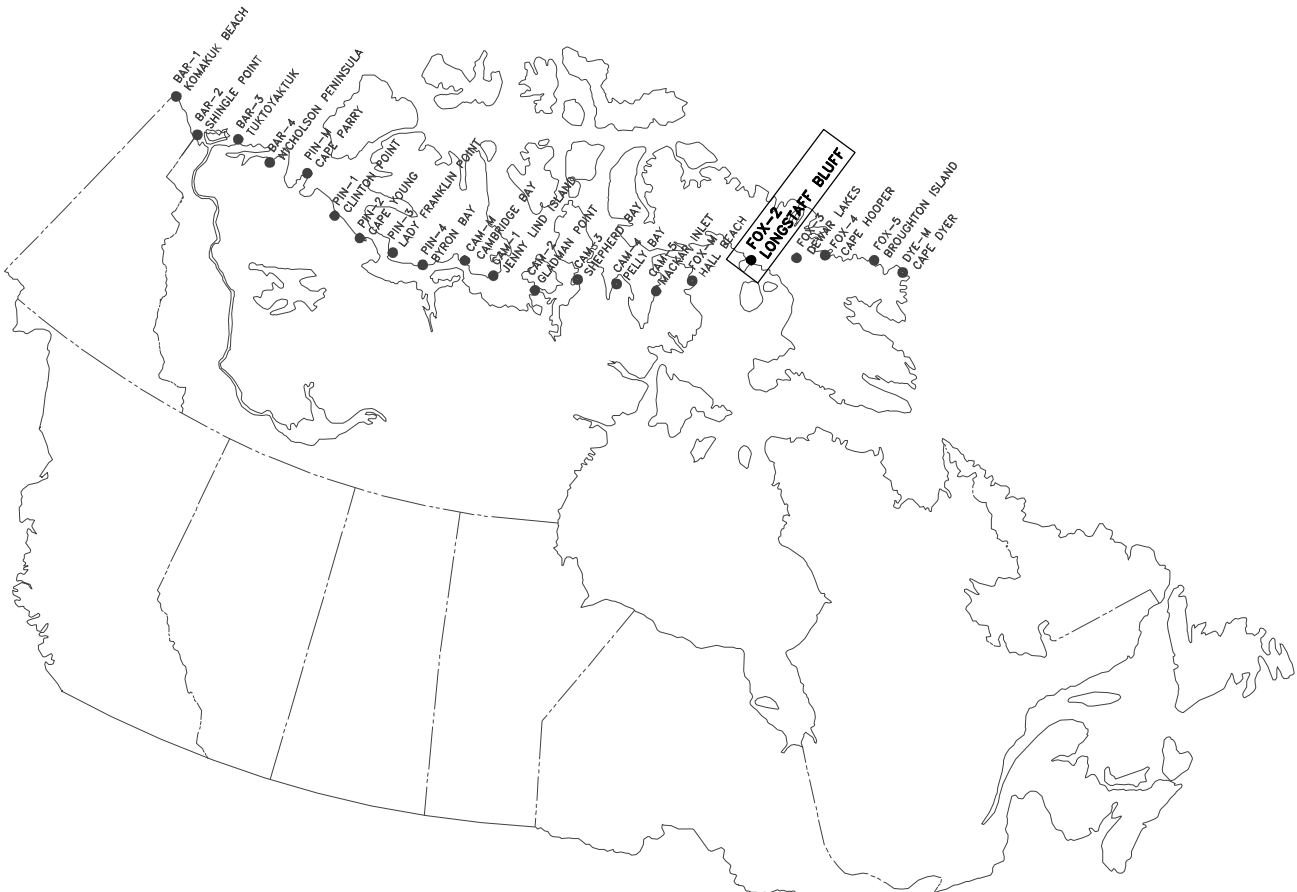 BAR-1
KOMAKUK BEACH
BAR-2
SHINGLE POINT
BAR-3
TUKTOYAKTUK
BAR-4
NICHOLSON PENINSULA
PIN-M
CAPE PARRY
PIN-1
CLINTON POINT
PIN-2
CAPE YOUNG
PIN-3
LADY FRANKLIN POINT
PIN-4
BYRON BAY
CAM-M
CAMBRIDGE BAY
CAM-1
JENNY LIND ISLAND
CAM-2
GLADMAN POINT
CAM-3
SHEPHERD BAY
CAM-4
PELLY BAY
CAM-5
MACKAR INLET
FOX-M
HALL BEACH
FOX-2
LONGSTAFF BLUFF
FOX-3
DEWAR LAKES
FOX-4
CAPE HOOPER
FOX-5
BROUGHTON ISLAND
DYE-M
CAPE DYER